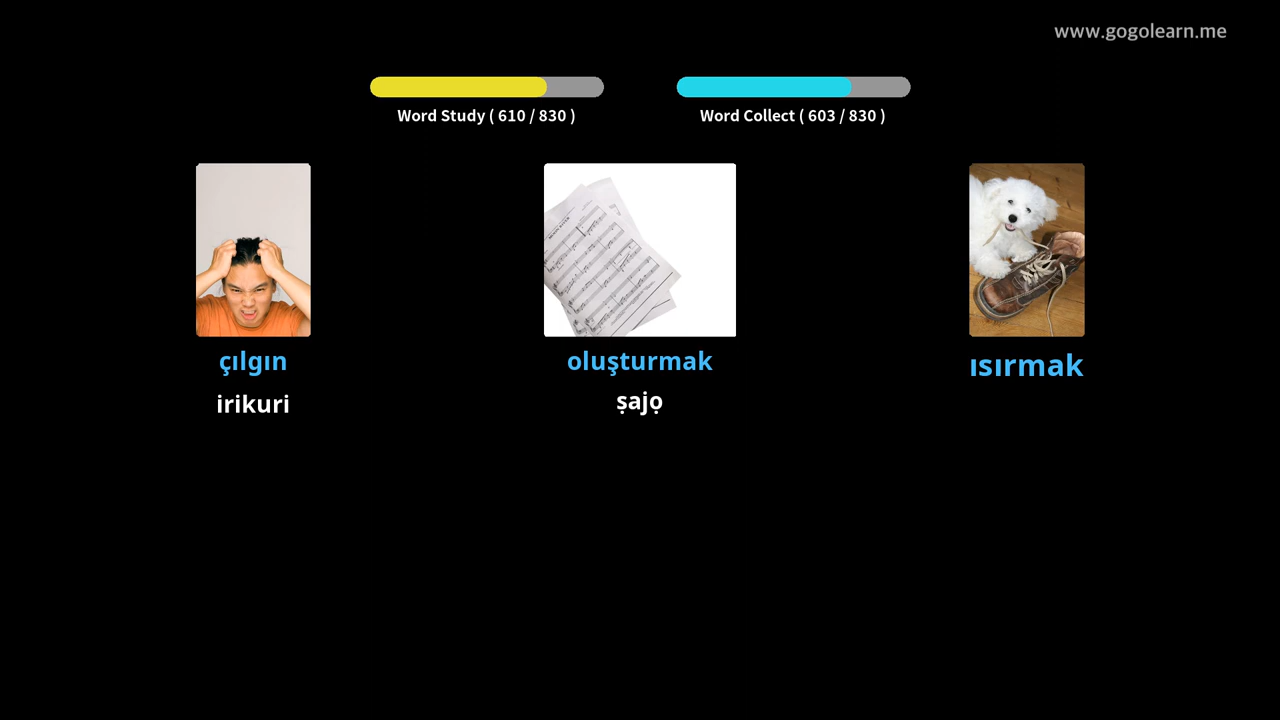 www.gogolearn.me
Word Study ( 610 / 830 )
Word Collect ( 603 / 830 )
çılgın
oluşturmak
ısırmak
irikuri
ṣajọ